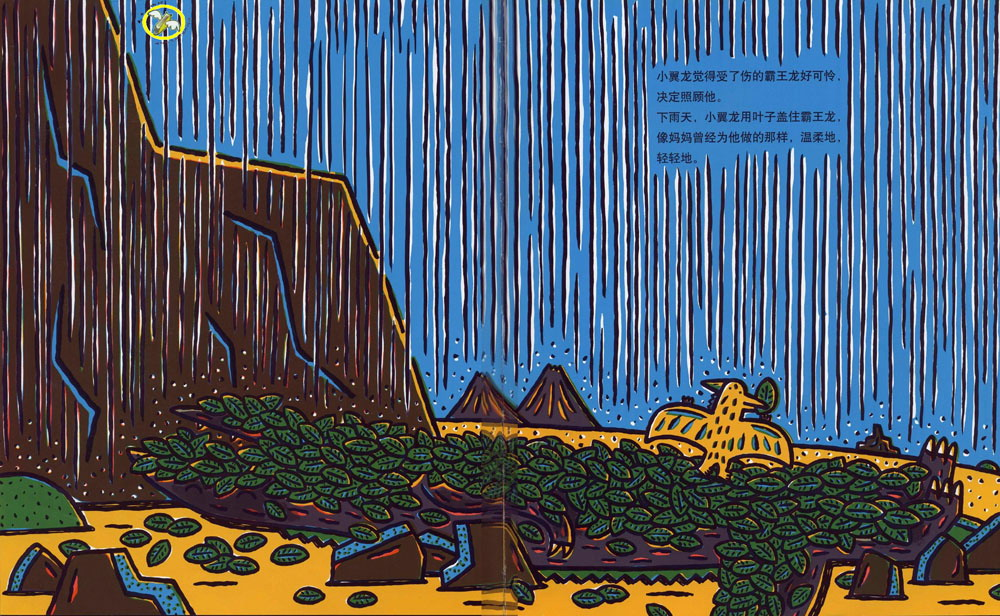 小翼龙觉得受了伤的霸王龙好可怜，
决定照顾他。
下雨天，小翼龙用叶子盖住霸王龙，
像妈妈曾经为他做的那样，温柔地，
轻轻地。